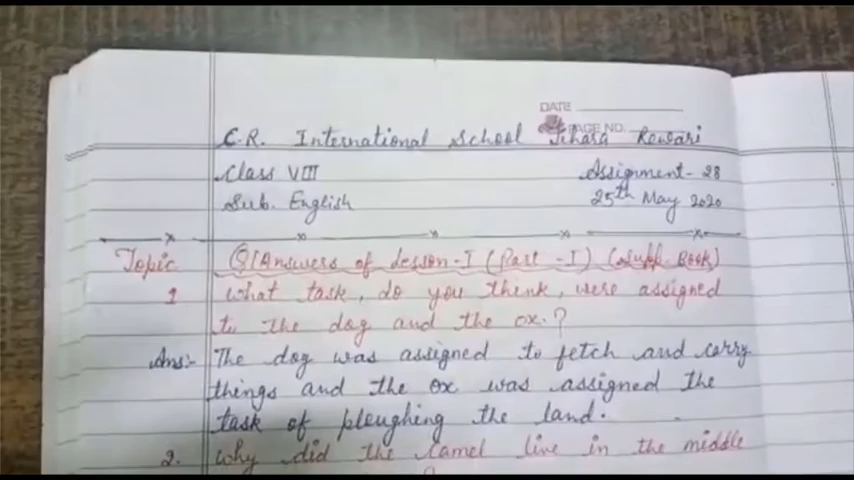 DATE
PAGE NO.
C.R. International School Rewari
Class VIII Assignment - 28
Sub. English 25th May 2020
Topic Q/Answers of Lesson-I (Part -I) (Suff. Book)
1 What task, do you think, were assigned
to the dog and the ox.?
Ans:- The dog was assigned to fetch and carry
things and the ox was assigned the
task of ploughing the land.
2. Why did the camel live in the middle